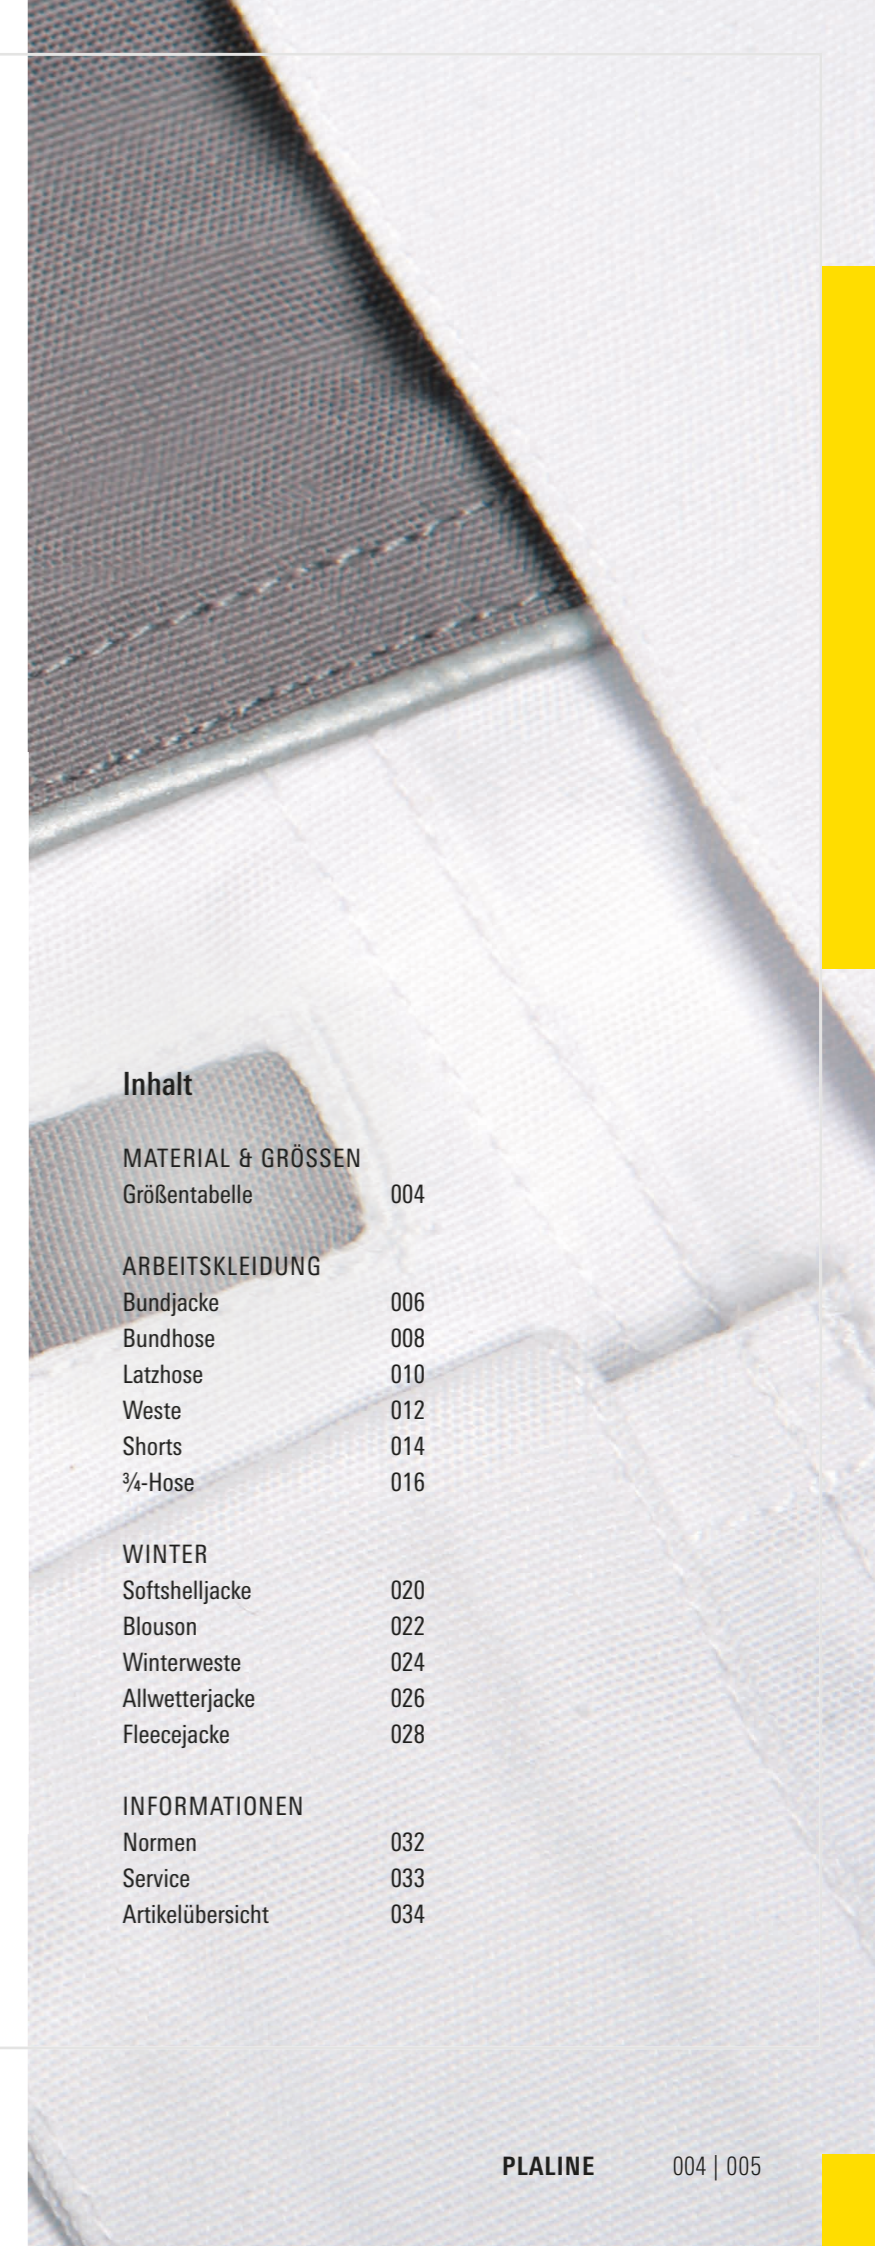 Inhalt
MATERIAL & GRÖSSEN
Größentabelle 004
ARBEITSKLEIDUNG
Bundjacke 006
Bundhose 008
Latzhose 010
Weste 012
Shorts 014
¾-Hose 016
WINTER
Softshelljacke 020
Blouson 022
Winterweste 024
Allwetterjacke 026
Fleecejacke 028
INFORMATIONEN
Normen 032
Service 033
Artikelübersicht 034
PLALINE 004 | 005